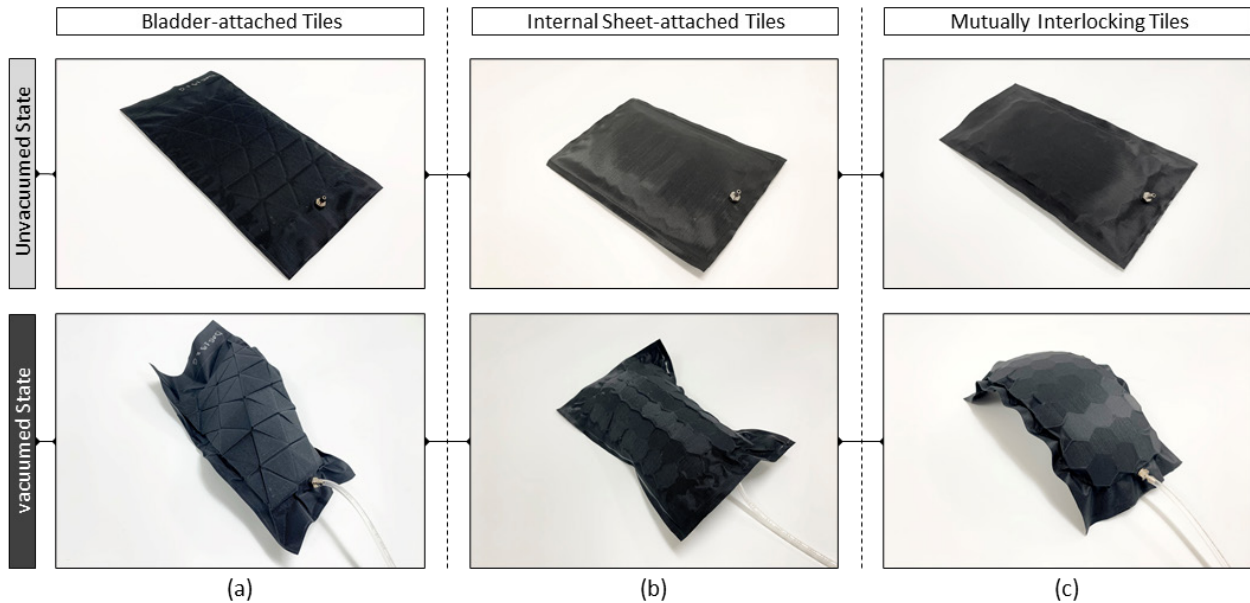 Bladder-attached Tiles
Internal Sheet-attached Tiles
Mutually Interlocking Tiles
Unvacuumed State
vacuumed State
(a)
(b)
(c)